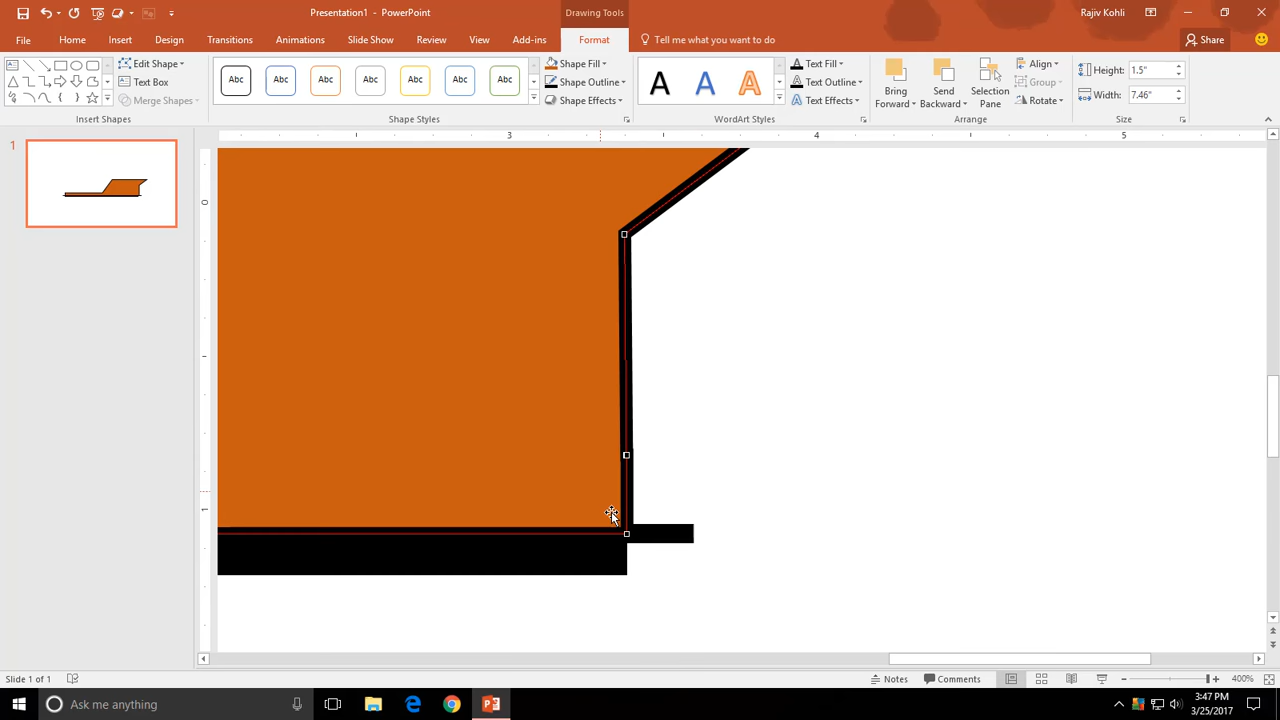 Presentation1 - PowerPoint
Drawing Tools
Rajiv Kohli
File Home Insert Design Transitions Animations Slide Show Review View Add-ins Format Tell me what you want to do Share
Edit Shape
Text Box
Merge Shapes
Insert Shapes
Abc Abc Abc Abc Abc Abc Abc
Shape Fill
Shape Outline
Shape Effects
Shape Styles
A A A
Text Fill
Text Outline
Text Effects
WordArt Styles
Bring Forward
Send Backward
Selection Pane
Align
Group
Rotate
Arrange
Height: 1.5"
Width: 7.46"
Size
3 4 5
1
0
1
Slide 1 of 1
Notes
Comments
400%
Ask me anything
3:47 PM
3/25/2017